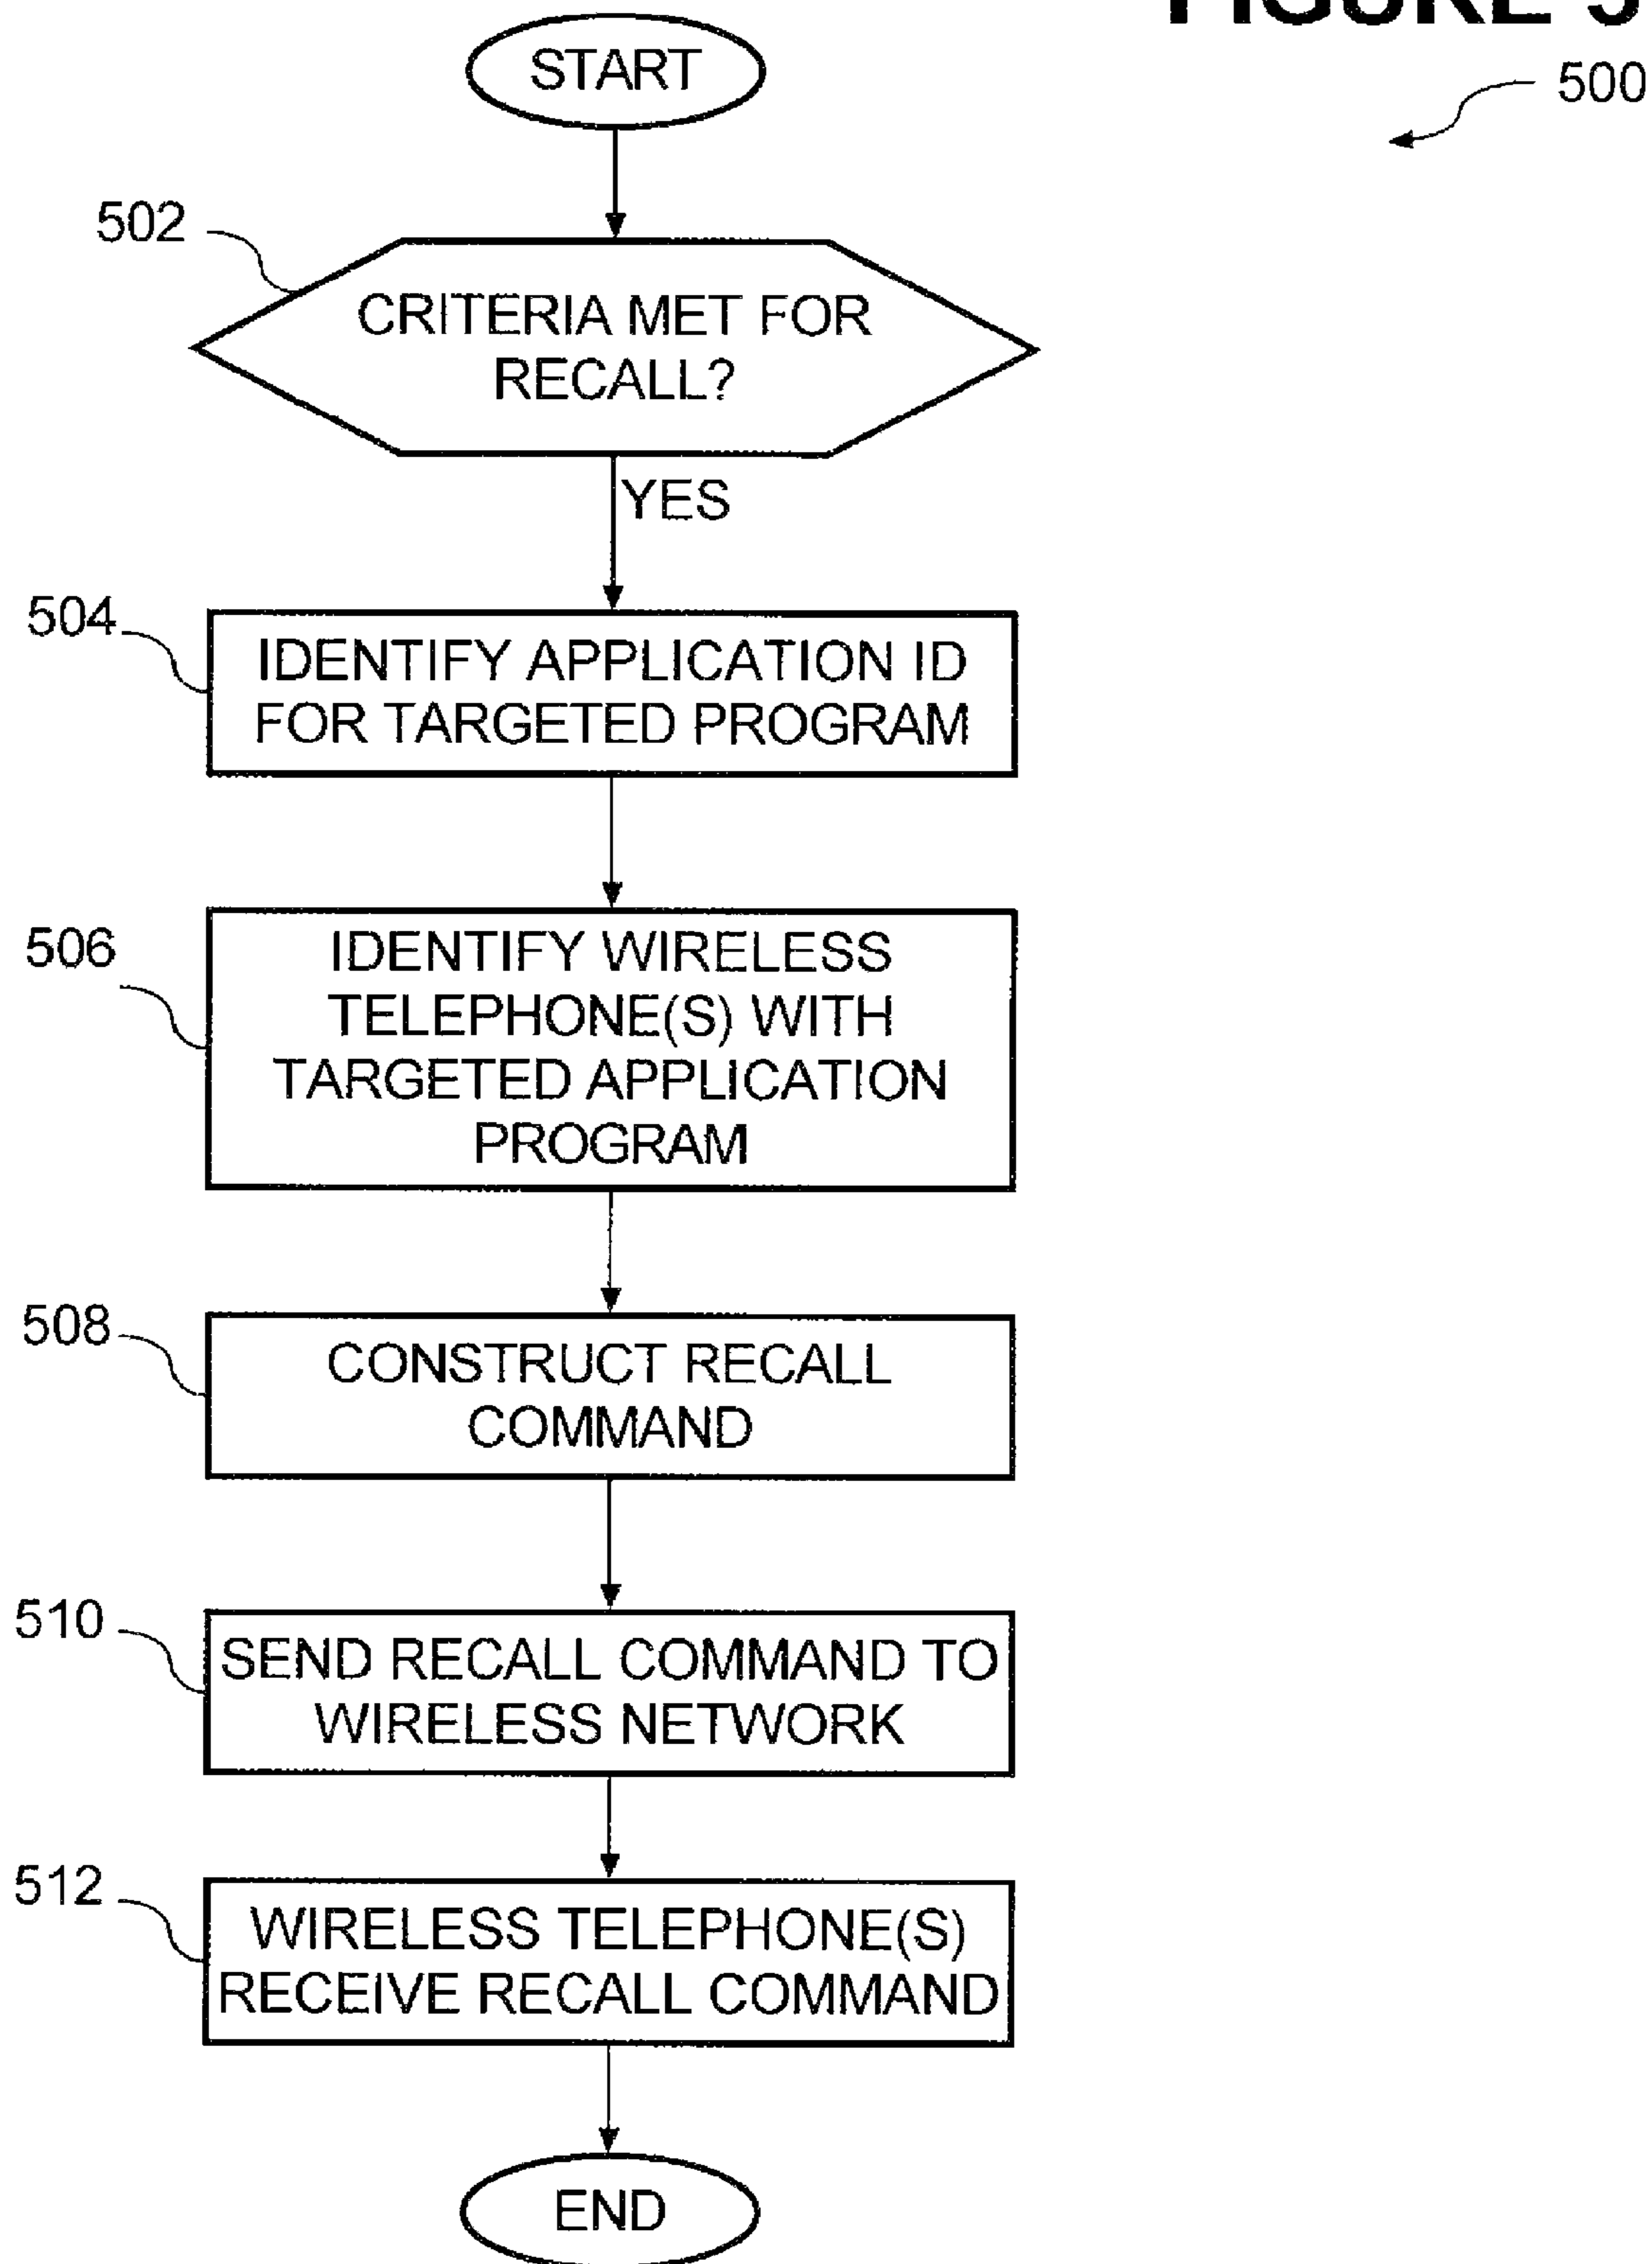 FIGURE 5
500
START
502
CRITERIA MET FOR
RECALL?
YES
504
IDENTIFY APPLICATION ID
FOR TARGETED PROGRAM
506
IDENTIFY WIRELESS
TELEPHONE(S) WITH
TARGETED APPLICATION
PROGRAM
508
CONSTRUCT RECALL
COMMAND
510
SEND RECALL COMMAND TO
WIRELESS NETWORK
512
WIRELESS TELEPHONE(S)
RECEIVE RECALL COMMAND
END